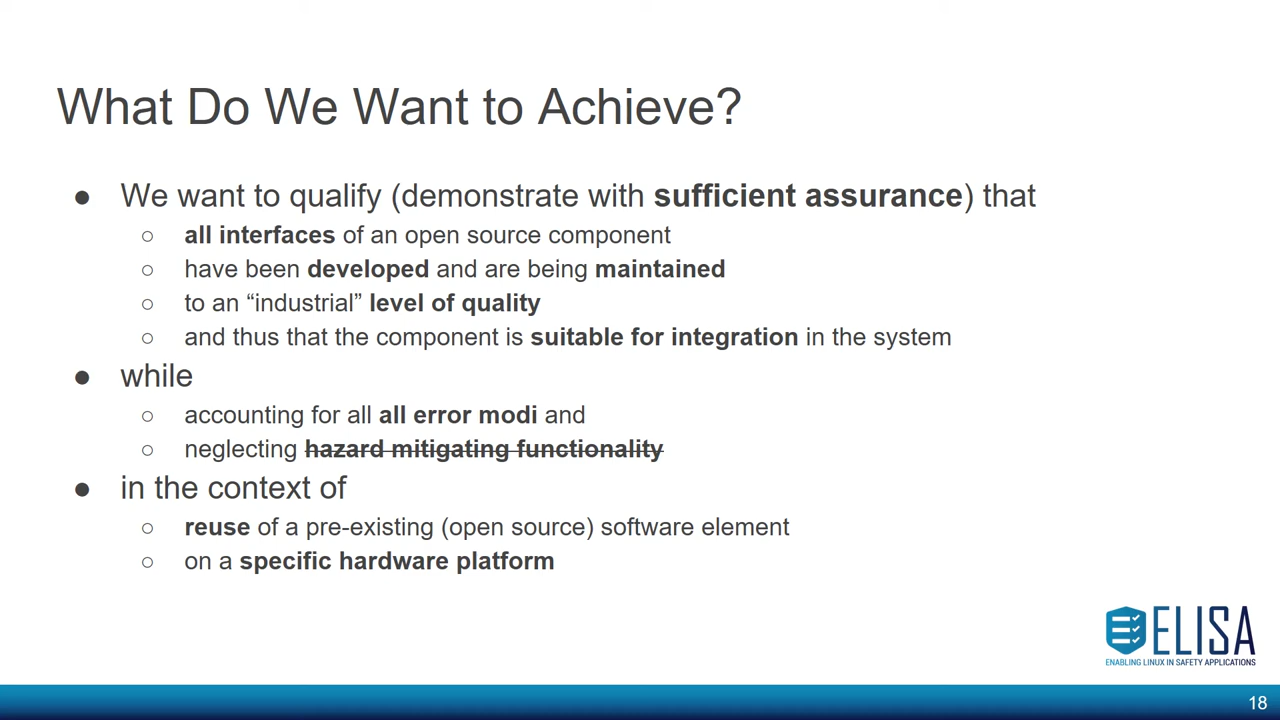 What Do We Want to Achieve?
● We want to qualify (demonstrate with sufficient assurance) that
○ all interfaces of an open source component
○ have been developed and are being maintained
○ to an “industrial” level of quality
○ and thus that the component is suitable for integration in the system
● while
○ accounting for all all error modi and
○ neglecting hazard mitigating functionality
● in the context of
○ reuse of a pre-existing (open source) software element
○ on a specific hardware platform
ELISA
ENABLING LINUX IN SAFETY APPLICATIONS
18